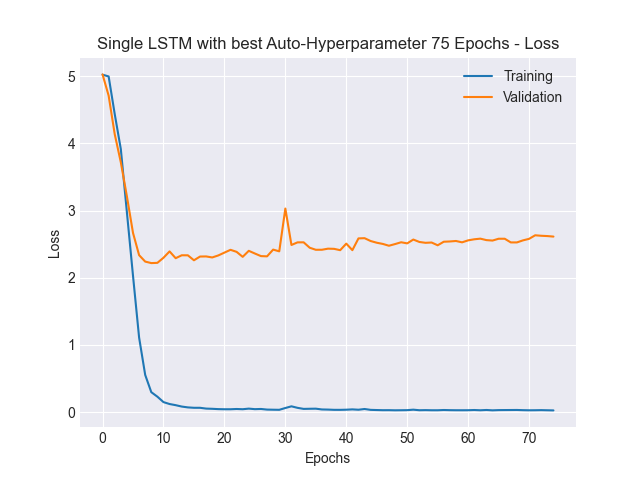 Single LSTM with best Auto-Hyperparameter 75 Epochs - Loss
Training
Validation
5
4
3
2
1
0
Loss
0 10 20 30 40 50 60 70
Epochs